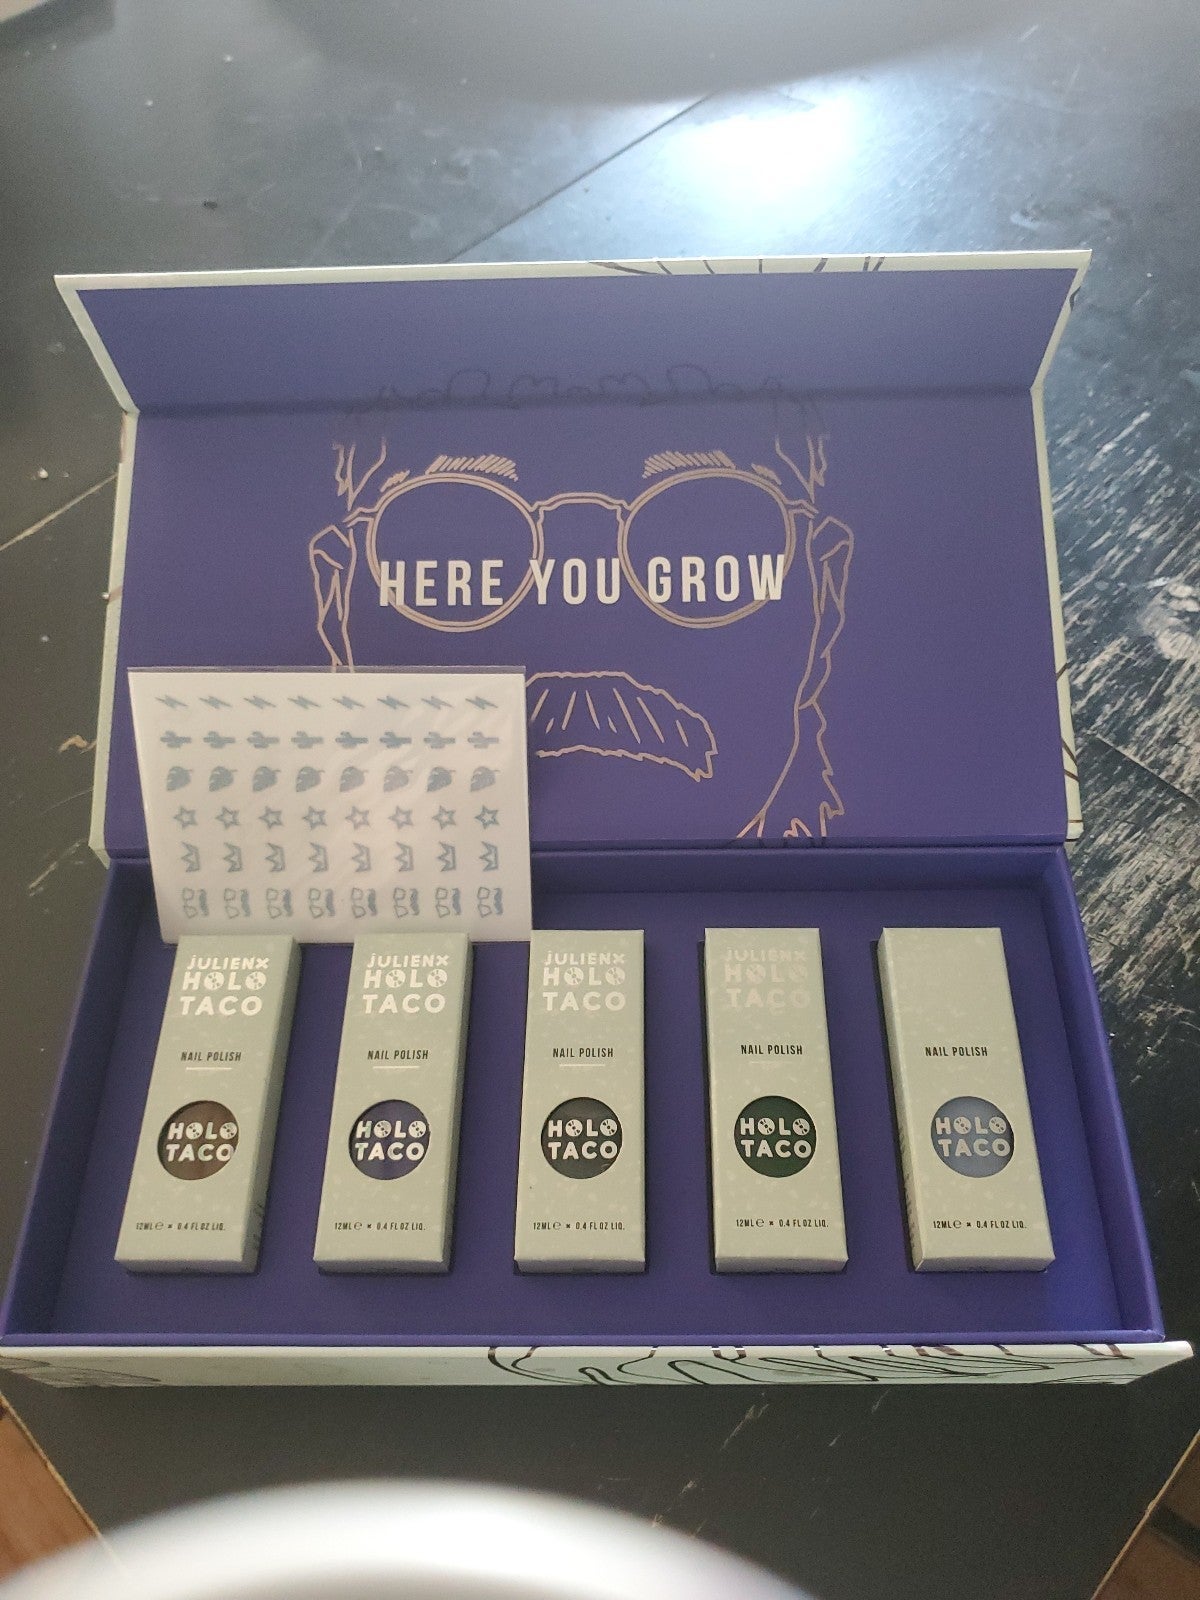 HERE YOU GROW
JULIEN X
HOLO
TACO
NAIL POLISH
HOLO
TACO
12ML ℮ × 0.4 FL OZ LIQ.
JULIEN X
HOLO
TACO
NAIL POLISH
HOLO
TACO
12ML ℮ × 0.4 FL OZ LIQ.
JULIEN X
HOLO
TACO
NAIL POLISH
HOLO
TACO
12ML ℮ × 0.4 FL OZ LIQ.
JULIEN X
HOLO
TACO
NAIL POLISH
HOLO
TACO
12ML ℮ × 0.4 FL OZ LIQ.
NAIL POLISH
HOLO
TACO
12ML ℮ × 0.4 FL OZ LIQ.